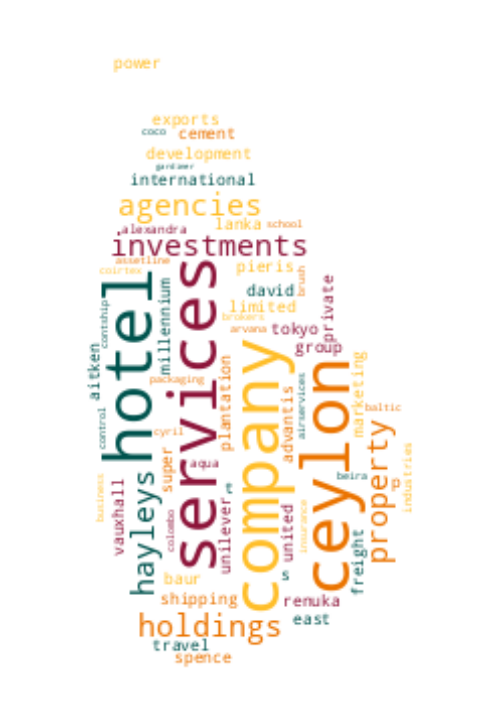 power
exports
coco cement
development
gardiner
international
agencies
lanka school
alexandra
investments
assetline
pieris
coirtex
brush
david
millennium
hotel
services
limited
private
contship
brokers
arvana tokyo
group
aitken
company
ceylon
marketing
plantation
packaging
airservices
advantis
baltic
control
cyril
property
super
industries
aqua
beira
hayleys
business
vauxhall
rt
pg
unilever
insurance
united
colombo
freight
baur
s
shipping
renuka
holdings
east
travel
spence